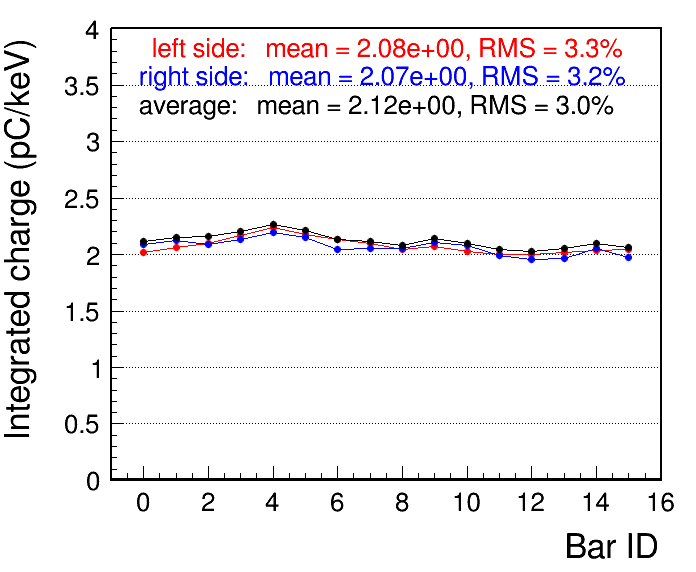 left side: mean = 2.08e+00, RMS = 3.3%
right side: mean = 2.07e+00, RMS = 3.2%
average: mean = 2.12e+00, RMS = 3.0%
Integrated charge (pC/keV)
4
3.5
3
2.5
2
1.5
1
0.5
0
0 2 4 6 8 10 12 14 16
Bar ID